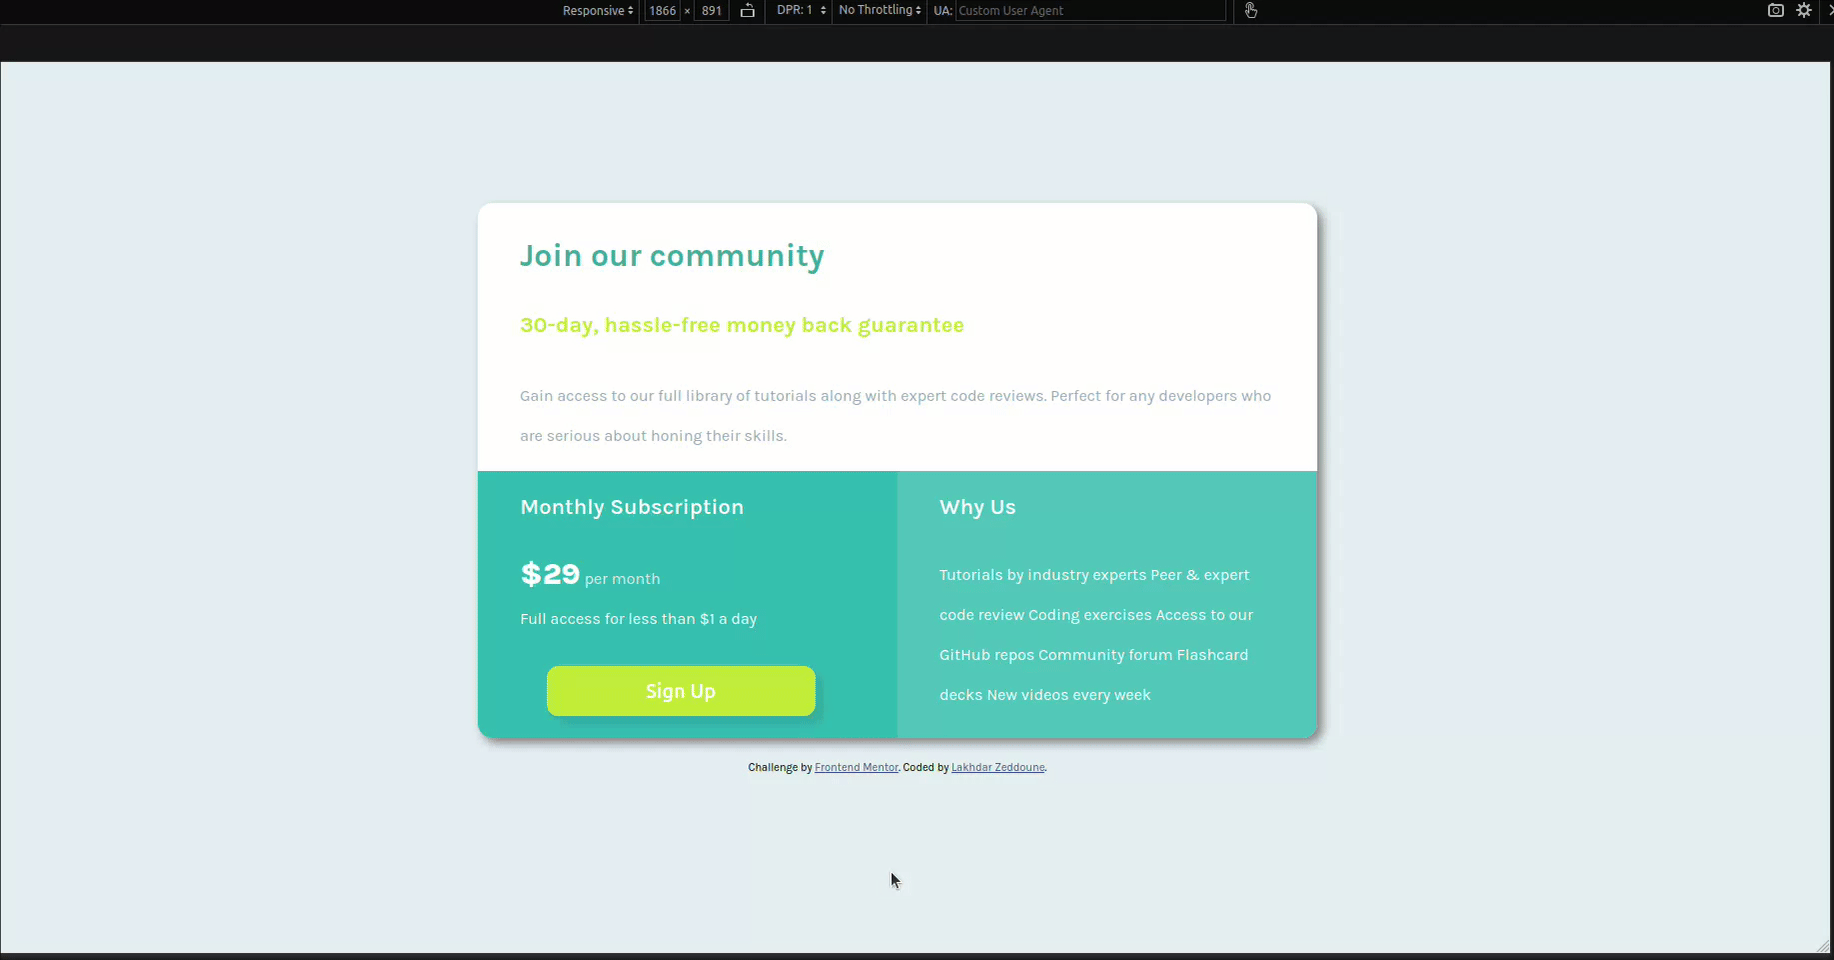 Responsive 1866 × 891 DPR: 1 No Throttling UA: Custom User Agent
Join our community
30-day, hassle-free money back guarantee
Gain access to our full library of tutorials along with expert code reviews. Perfect for any developers who
are serious about honing their skills.
Monthly Subscription
$29 per month
Full access for less than $1 a day
Sign Up
Why Us
Tutorials by industry experts Peer & expert
code review Coding exercises Access to our
GitHub repos Community forum Flashcard
decks New videos every week
Challenge by Frontend Mentor. Coded by Lakhdar Zeddoune.